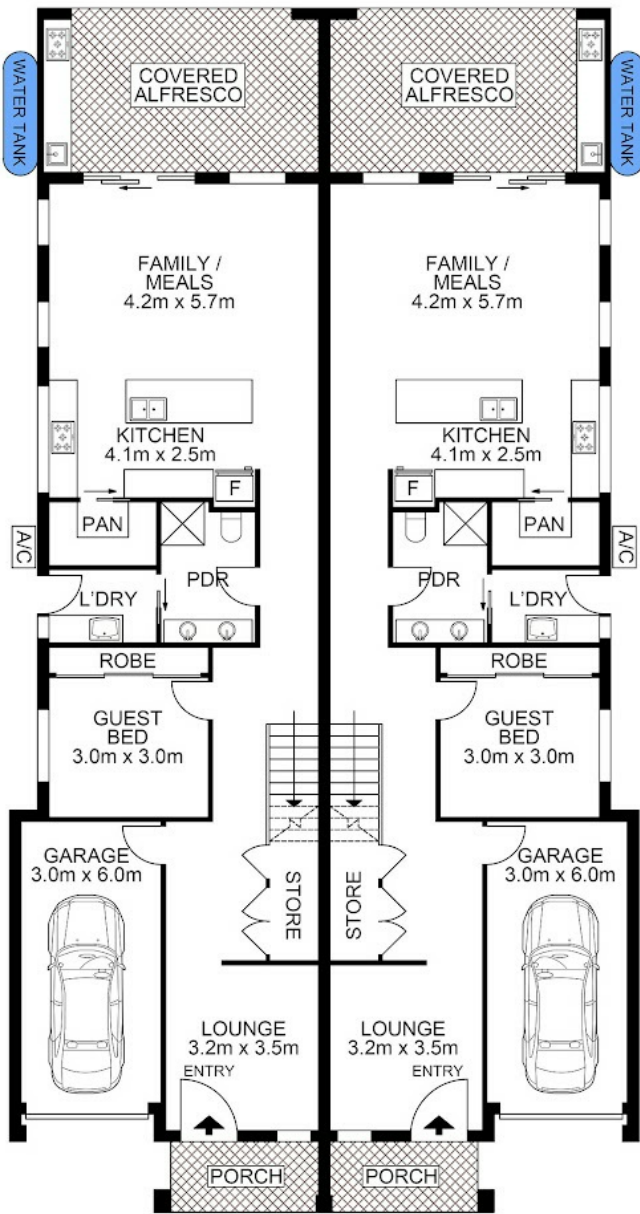 COVERED
ALFRESCO
COVERED
ALFRESCO
WATER TANK
WATER TANK
FAMILY /
MEALS
4.2m x 5.7m
FAMILY /
MEALS
4.2m x 5.7m
KITCHEN
4.1m x 2.5m
KITCHEN
4.1m x 2.5m
F
F
PAN
PAN
A/C
A/C
PDR
PDR
L'DRY
L'DRY
ROBE
ROBE
GUEST
BED
3.0m x 3.0m
GUEST
BED
3.0m x 3.0m
GARAGE
3.0m x 6.0m
GARAGE
3.0m x 6.0m
STORE
STORE
LOUNGE
3.2m x 3.5m
LOUNGE
3.2m x 3.5m
ENTRY
ENTRY
PORCH
PORCH